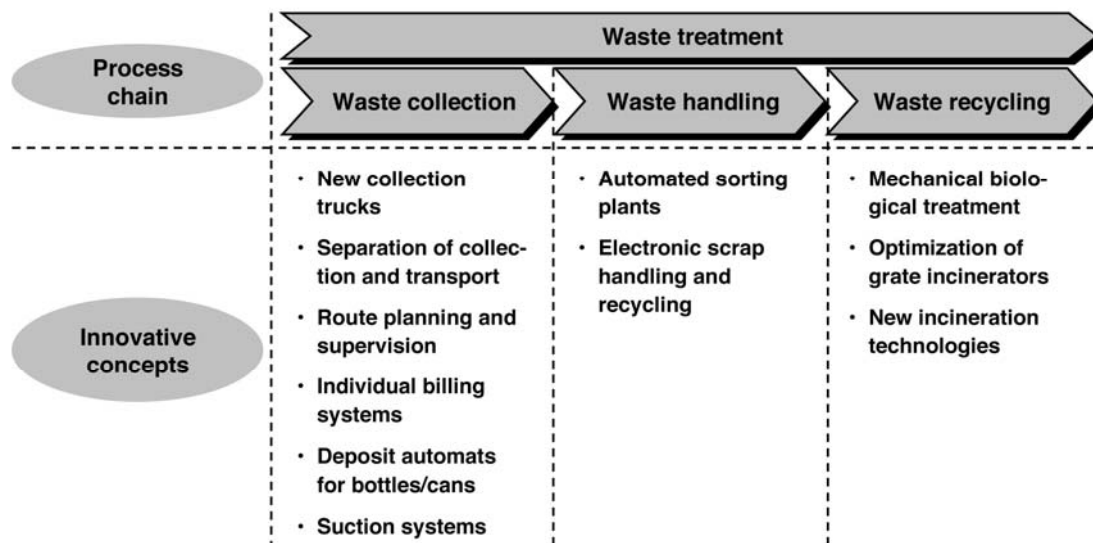 Process
chain
Waste treatment
Waste collection
Waste handling
Waste recycling
Innovative
concepts
· New collection
trucks
· Separation of collec-
tion and transport
· Route planning and
supervision
· Individual billing
systems
· Deposit automats
for bottles/cans
· Suction systems
· Automated sorting
plants
· Electronic scrap
handling and
recycling
· Mechanical biolo-
gical treatment
· Optimization of
grate incinerators
· New incineration
technologies